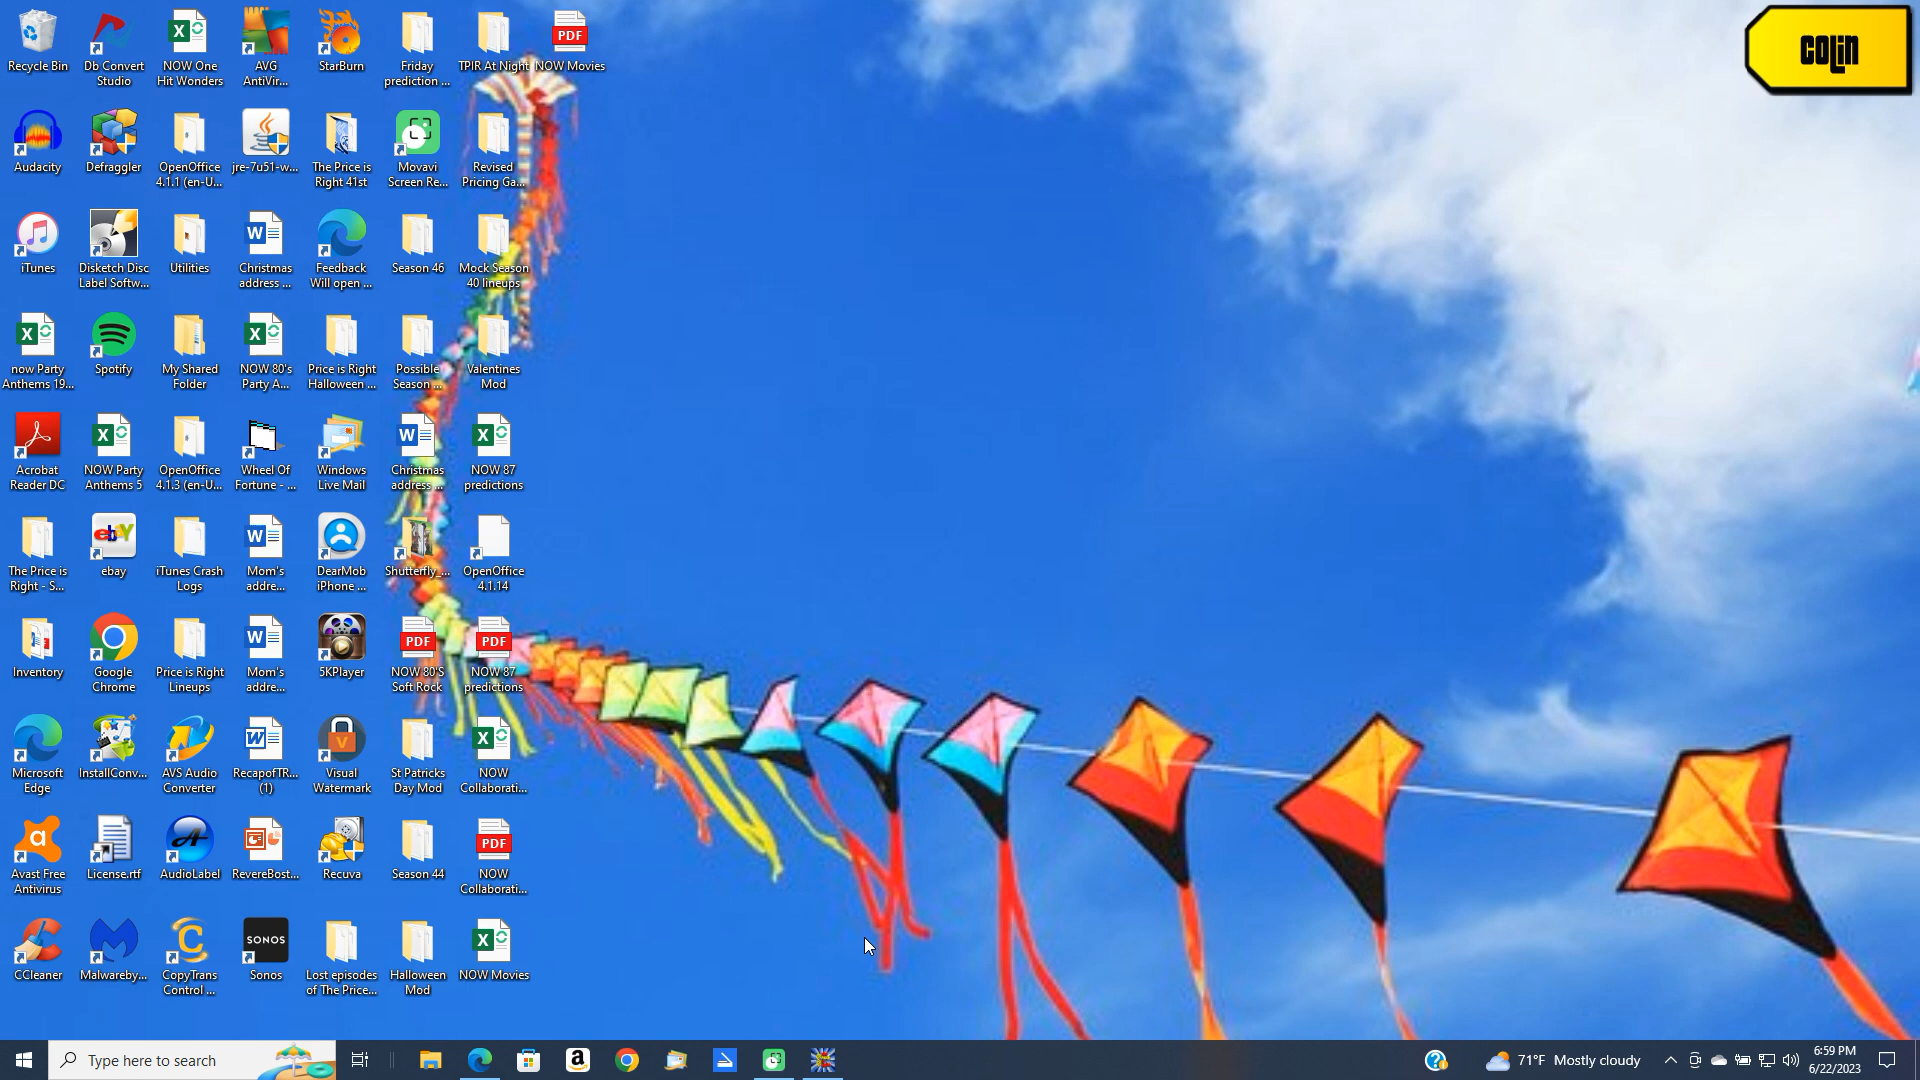 Recycle Bin
Db Convert
Studio
NOW One
Hit Wonders
AVG
AntiVir...
StarBurn
Friday
prediction ...
TPIR At Night
PDF
NOW Movies
COLIN
Audacity
Defraggler
OpenOffice
4.1.1 (en-U...
jre-7u51-w...
The Price is
Right 41st
Movavi
Screen Re...
Revised
Pricing Ga...
iTunes
Disketch Disc
Label Softw...
Utilities
Christmas
address ...
Feedback
Will open ...
Season 46
Mock Season
40 lineups
now Party
Anthems 19...
Spotify
My Shared
Folder
NOW 80's
Party A...
Price is Right
Halloween ...
Possible
Season ...
Valentines
Mod
Acrobat
Reader DC
NOW Party
Anthems 5
OpenOffice
4.1.3 (en-U...
Wheel Of
Fortune - ...
Windows
Live Mail
Christmas
address ...
NOW 87
predictions
The Price is
Right - S...
ebay
ebay
iTunes Crash
Logs
Mom's
addre...
DearMob
iPhone ...
Shutterfly_...
OpenOffice
4.1.14
Inventory
Google
Chrome
Price is Right
Lineups
Mom's
addre...
5KPlayer
PDF
NOW 80'S
Soft Rock
PDF
NOW 87
predictions
Microsoft
Edge
InstallConv...
AVS Audio
Converter
RecapofTR...
(1)
Visual
Watermark
St Patricks
Day Mod
NOW
Collaborati...
Avast Free
Antivirus
License.rtf
AudioLabel
RevereBost...
Recuva
Season 44
PDF
NOW
Collaborati...
CCleaner
Malwareby...
CopyTrans
Control ...
SONOS
Sonos
Lost episodes
of The Price...
Halloween
Mod
NOW Movies
Type here to search
71°F Mostly cloudy
6:59 PM
6/22/2023